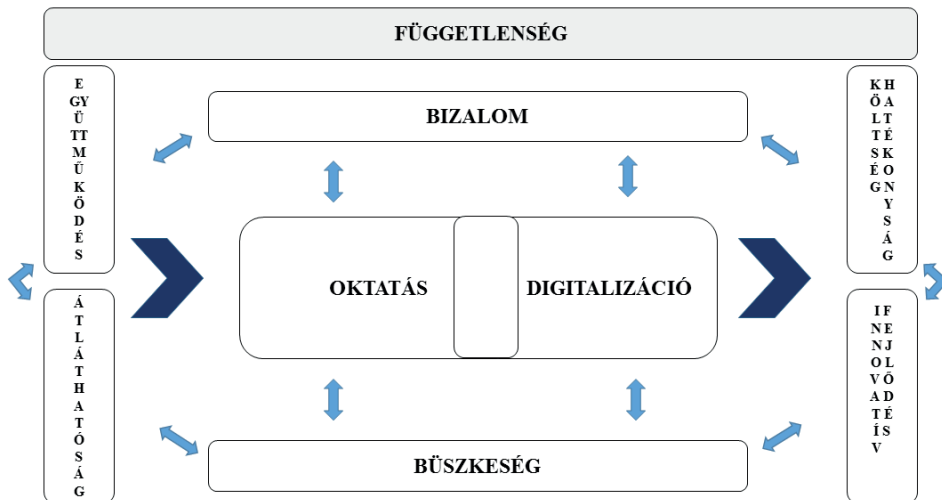 FÜGGETLENSÉG
EGYÜTTMŰKÖDÉS
BIZALOM
KÖLTSÉG
HATÉKONYSÁG
OKTATÁS
DIGITALIZÁCIÓ
ÁTLÁTHATÓSÁG
BÜSZKESÉG
INNOVATÍV
FEJLŐDÉS